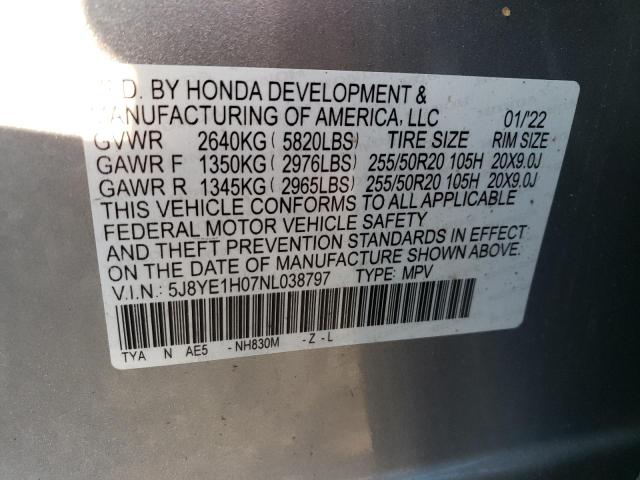 BY HONDA DEVELOPMENT &
MANUFACTURING OF AMERICA, LLC 01/'22
GVWR 2640KG ( 5820LBS) TIRE SIZE RIM SIZE
GAWR F 1350KG ( 2976LBS) 255/50R20 105H 20X9.0J
GAWR R 1345KG ( 2965LBS) 255/50R20 105H 20X9.0J
THIS VEHICLE CONFORMS TO ALL APPLICABLE
FEDERAL MOTOR VEHICLE SAFETY
AND THEFT PREVENTION STANDARDS IN EFFECT
ON THE DATE OF MANUFACTURE SHOWN ABOVE.
V.I.N.: 5J8YE1H07NL038797 TYPE: MPV
TYA N AE5 - NH830M - Z - L